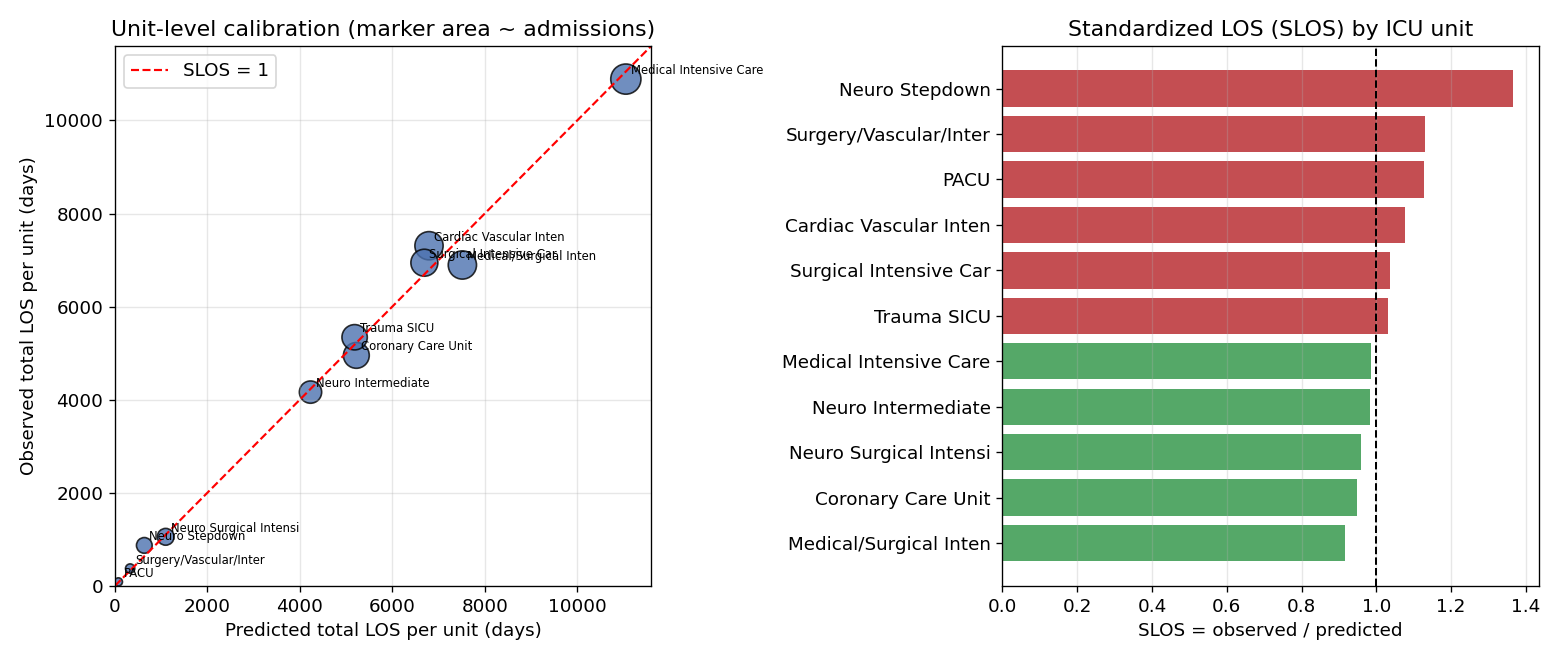 Unit-level calibration (marker area ~ admissions)
SLOS = 1
Medical Intensive Care
Cardiac Vascular Inten
Surgical Intensive Car
Medical/Surgical Inten
Trauma SICU
Coronary Care Unit
Neuro Intermediate
Neuro Surgical Intensi
Neuro Stepdown
Surgery/Vascular/Inter
PACU
Observed total LOS per unit (days)
10000
8000
6000
4000
2000
0
0 2000 4000 6000 8000 10000
Predicted total LOS per unit (days)
Standardized LOS (SLOS) by ICU unit
Neuro Stepdown
Surgery/Vascular/Inter
PACU
Cardiac Vascular Inten
Surgical Intensive Car
Trauma SICU
Medical Intensive Care
Neuro Intermediate
Neuro Surgical Intensi
Coronary Care Unit
Medical/Surgical Inten
0.0 0.2 0.4 0.6 0.8 1.0 1.2 1.4
SLOS = observed / predicted